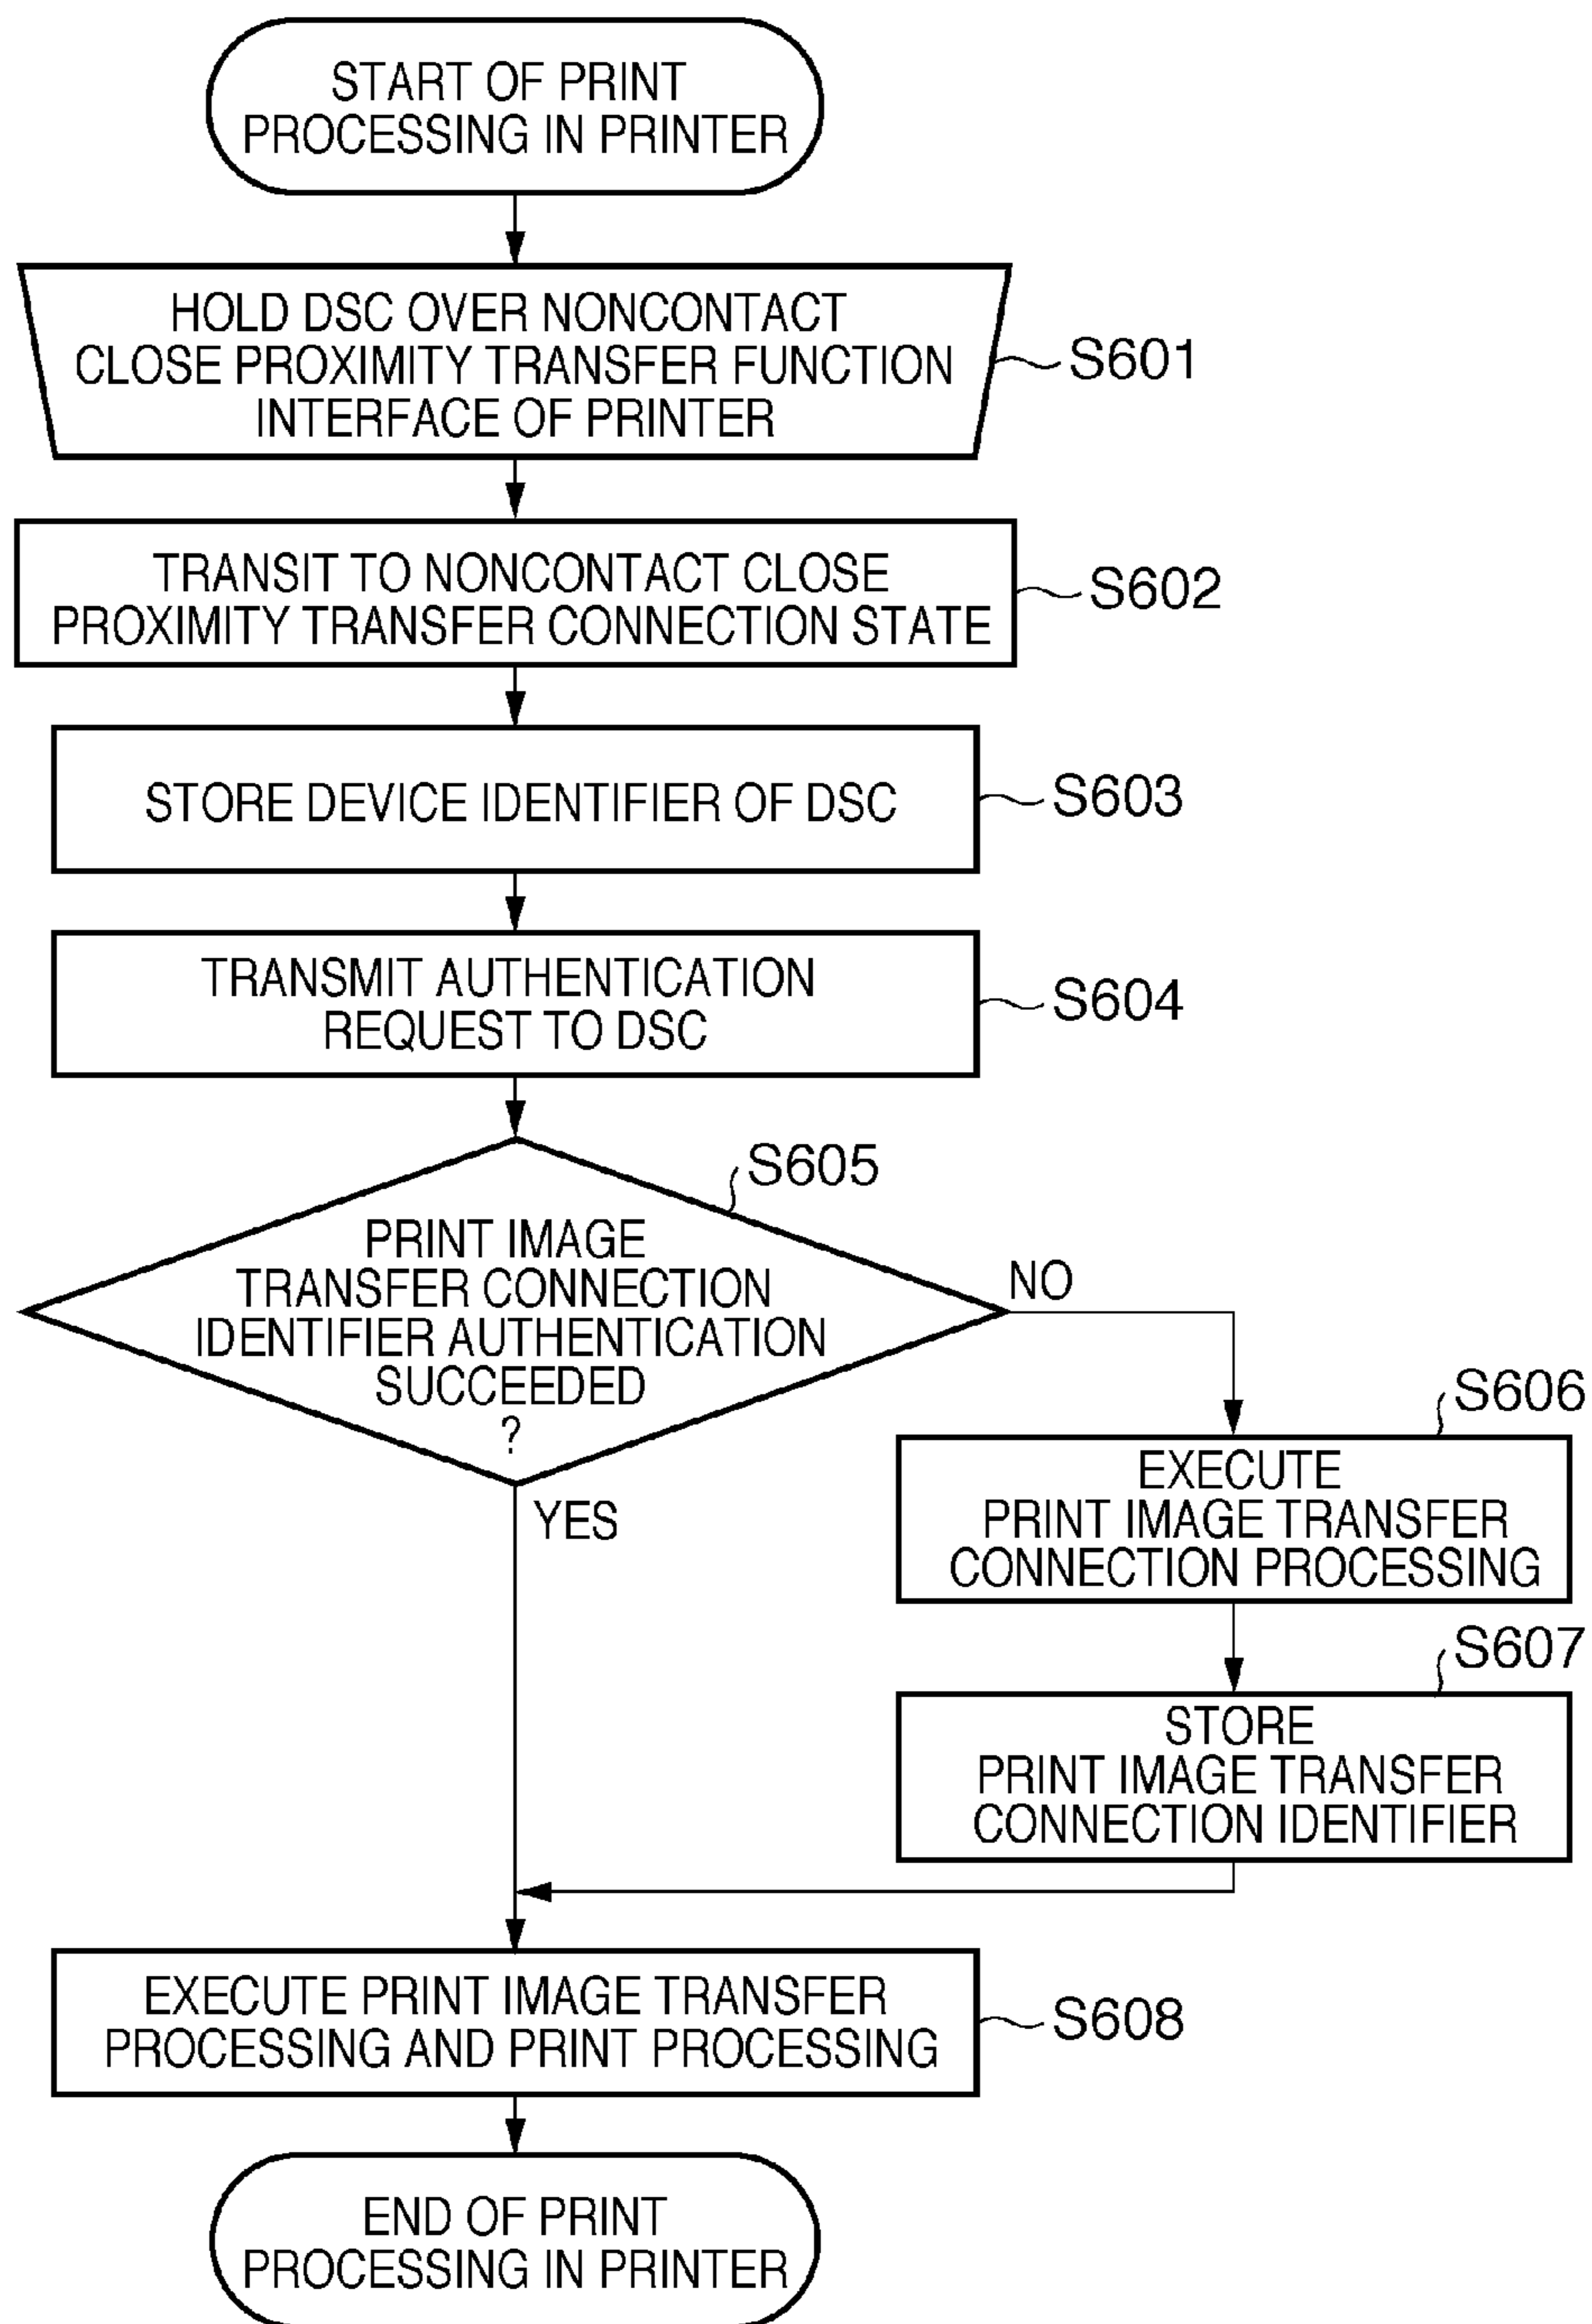 START OF PRINT
PROCESSING IN PRINTER
HOLD DSC OVER NONCONTACT
CLOSE PROXIMITY TRANSFER FUNCTION
INTERFACE OF PRINTER
S601
TRANSIT TO NONCONTACT CLOSE
PROXIMITY TRANSFER CONNECTION STATE
S602
STORE DEVICE IDENTIFIER OF DSC
S603
TRANSMIT AUTHENTICATION
REQUEST TO DSC
S604
S605
PRINT IMAGE
TRANSFER CONNECTION
IDENTIFIER AUTHENTICATION
SUCCEEDED
?
NO
YES
S606
EXECUTE
PRINT IMAGE TRANSFER
CONNECTION PROCESSING
S607
STORE
PRINT IMAGE TRANSFER
CONNECTION IDENTIFIER
EXECUTE PRINT IMAGE TRANSFER
PROCESSING AND PRINT PROCESSING
S608
END OF PRINT
PROCESSING IN PRINTER